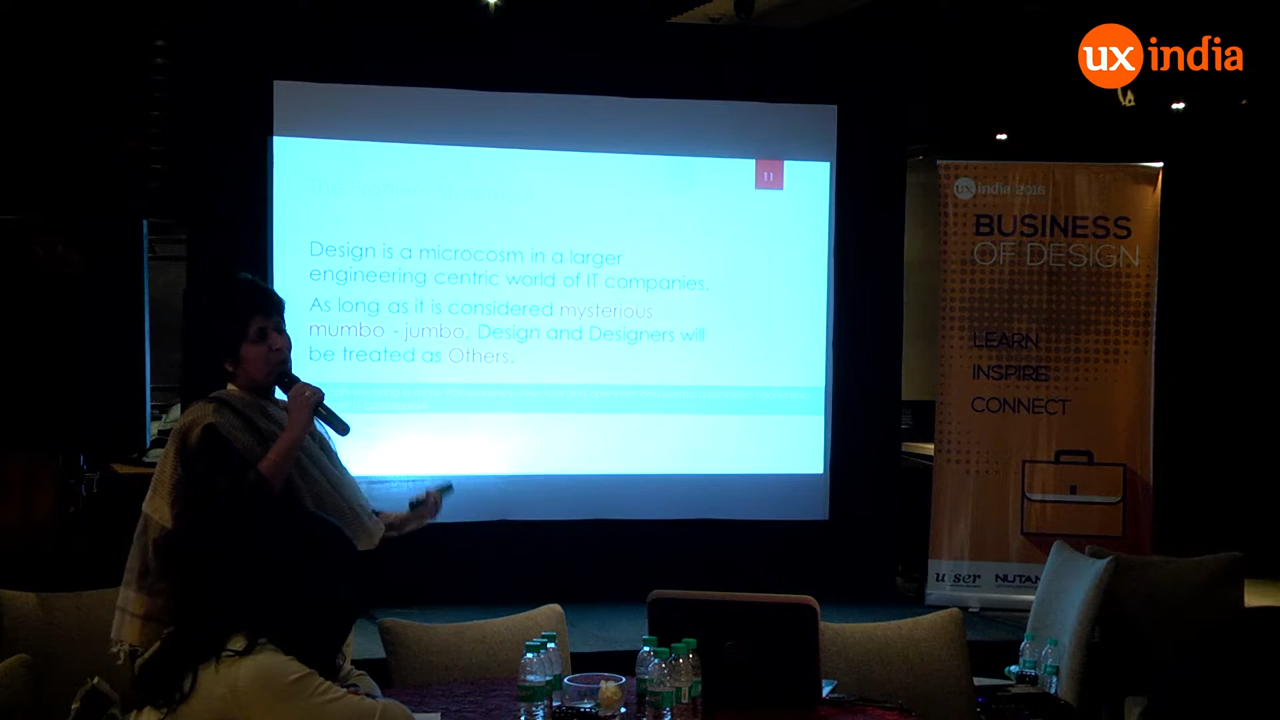 ux india
11
Design is a microcosm in a larger
engineering centric world of IT companies.
As long as it is considered mysterious
mumbo - jumbo, Design and Designers will
be treated as Others.
ux india 2016
BUSINESS
OF DESIGN
LEARN
INSPIRE
CONNECT